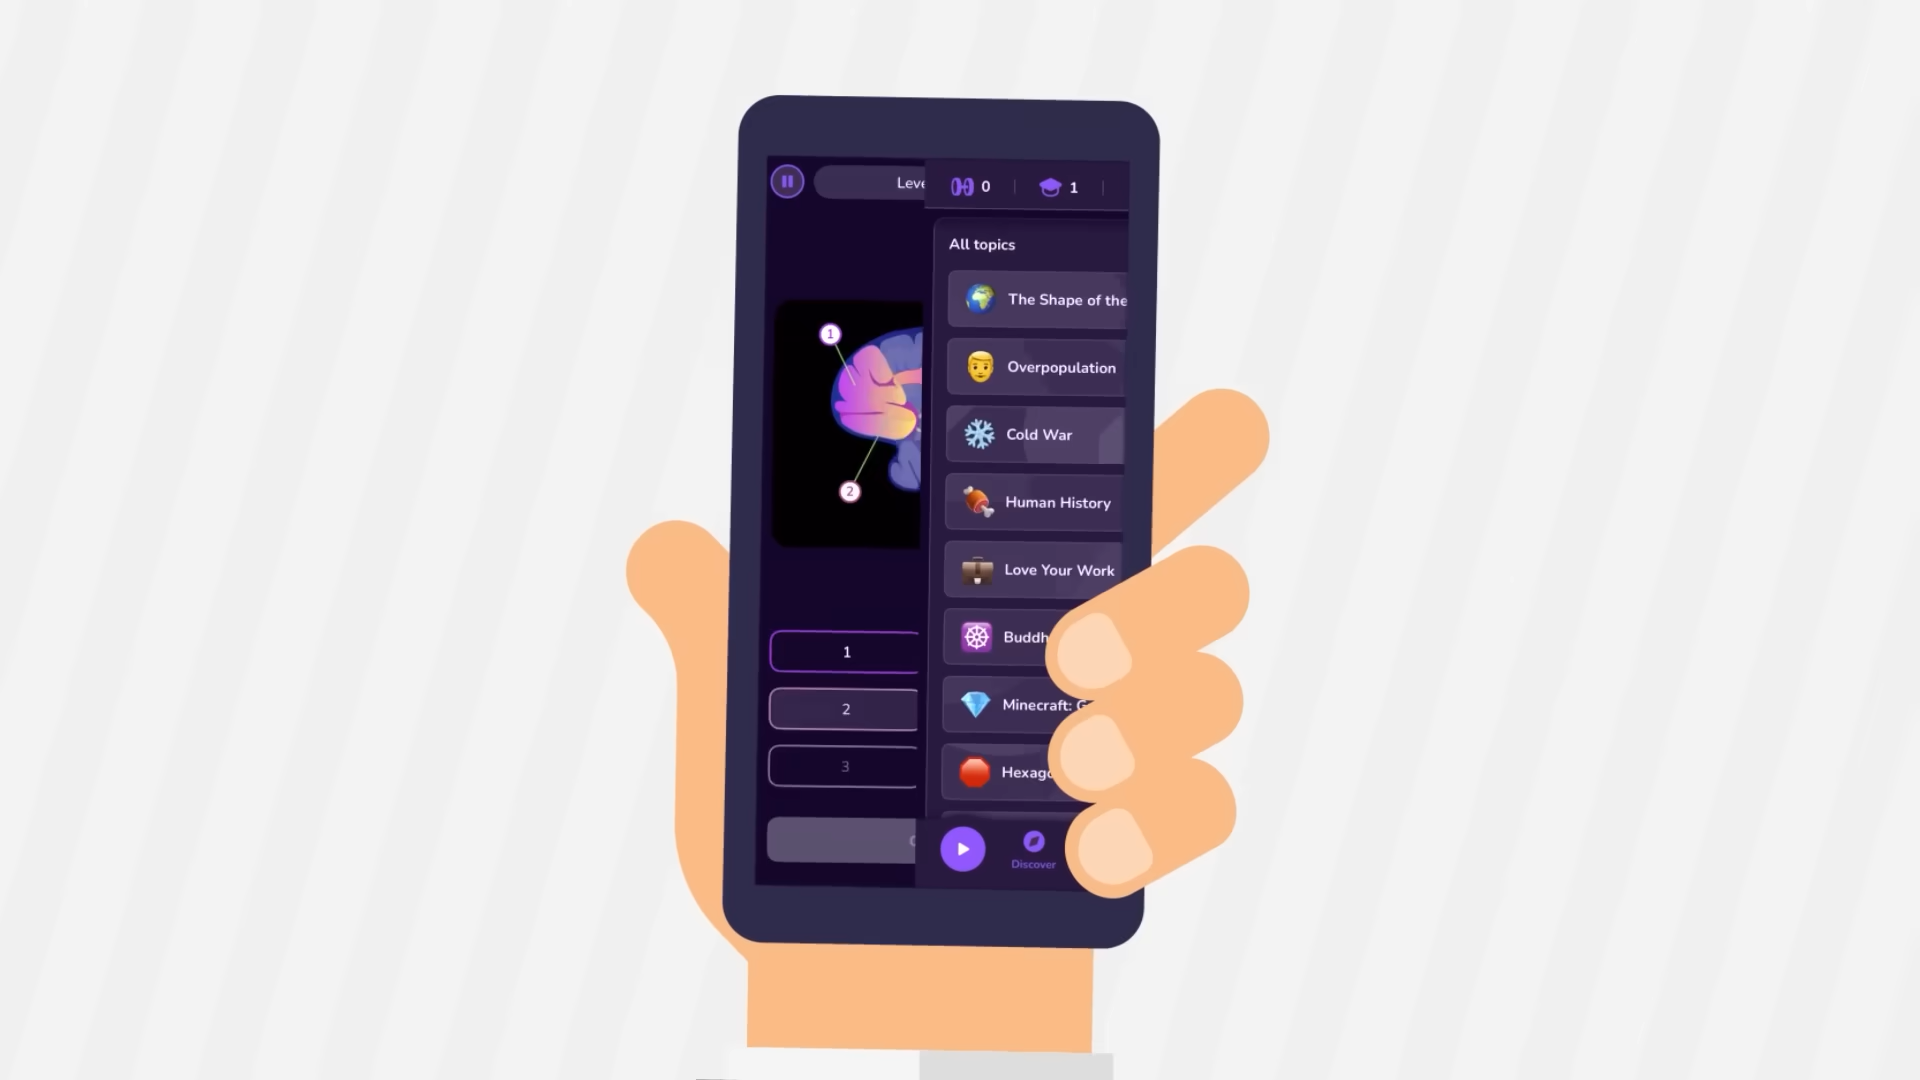 Leve
0
1
All topics
The Shape of the
Overpopulation
Cold War
Human History
Love Your Work
Buddh
Minecraft: G
Hexago
1
2
1
2
3
Discover